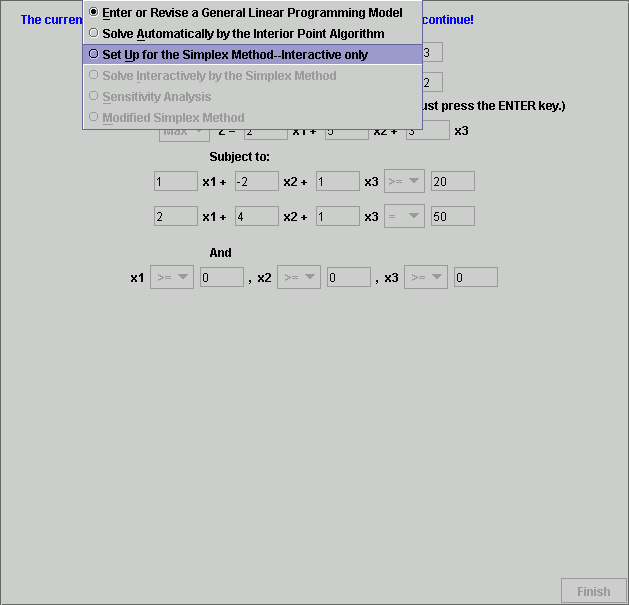 The curren
Enter or Revise a General Linear Programming Model
continue!
Solve Automatically by the Interior Point Algorithm
Set Up for the Simplex Method--Interactive only
3
Solve Interactively by the Simplex Method
2
Sensitivity Analysis
ust press the ENTER key.)
Modified Simplex Method
Max Z = 2 x1 + 5 x2 + 3 x3
Subject to:
1 x1 + -2 x2 + 1 x3 >= 20
2 x1 + 4 x2 + 1 x3 = 50
And
x1 >= 0 , x2 >= 0 , x3 >= 0
Finish